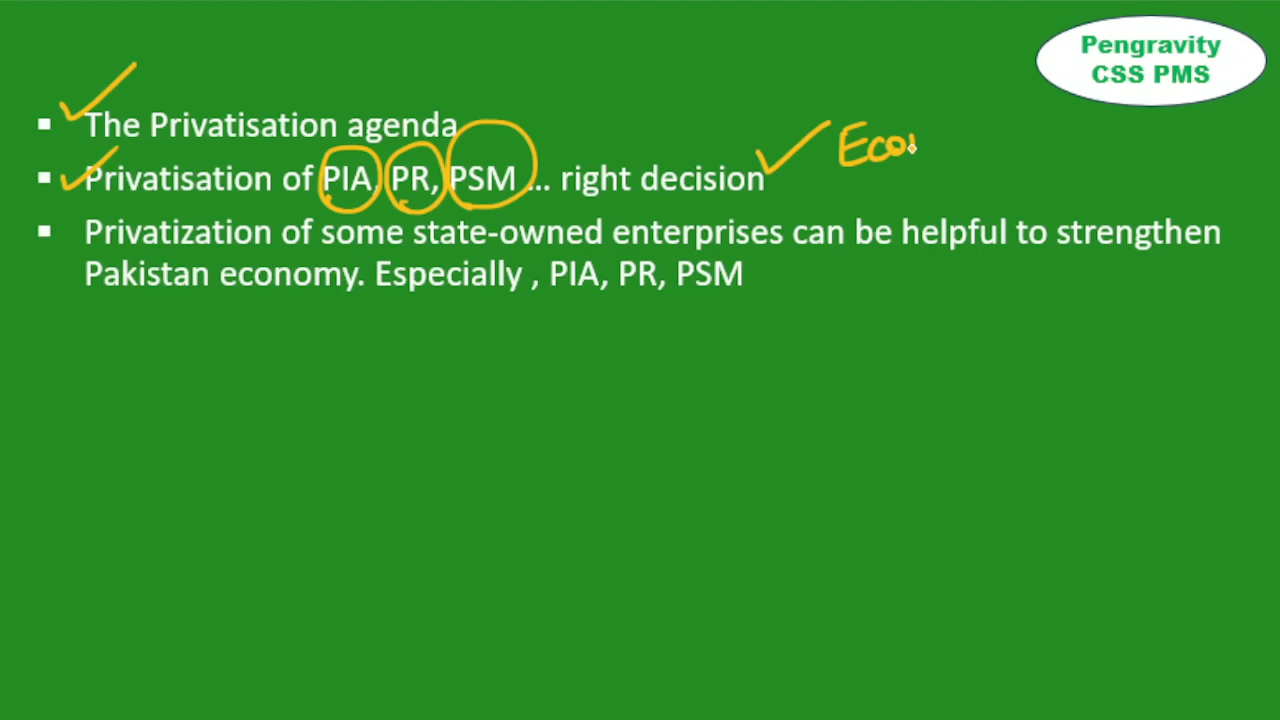 Pengravity
CSS PMS
The Privatisation agenda
Privatisation of PIA, PR, PSM ... right decision
Eco
Privatization of some state-owned enterprises can be helpful to strengthen
Pakistan economy. Especially , PIA, PR, PSM